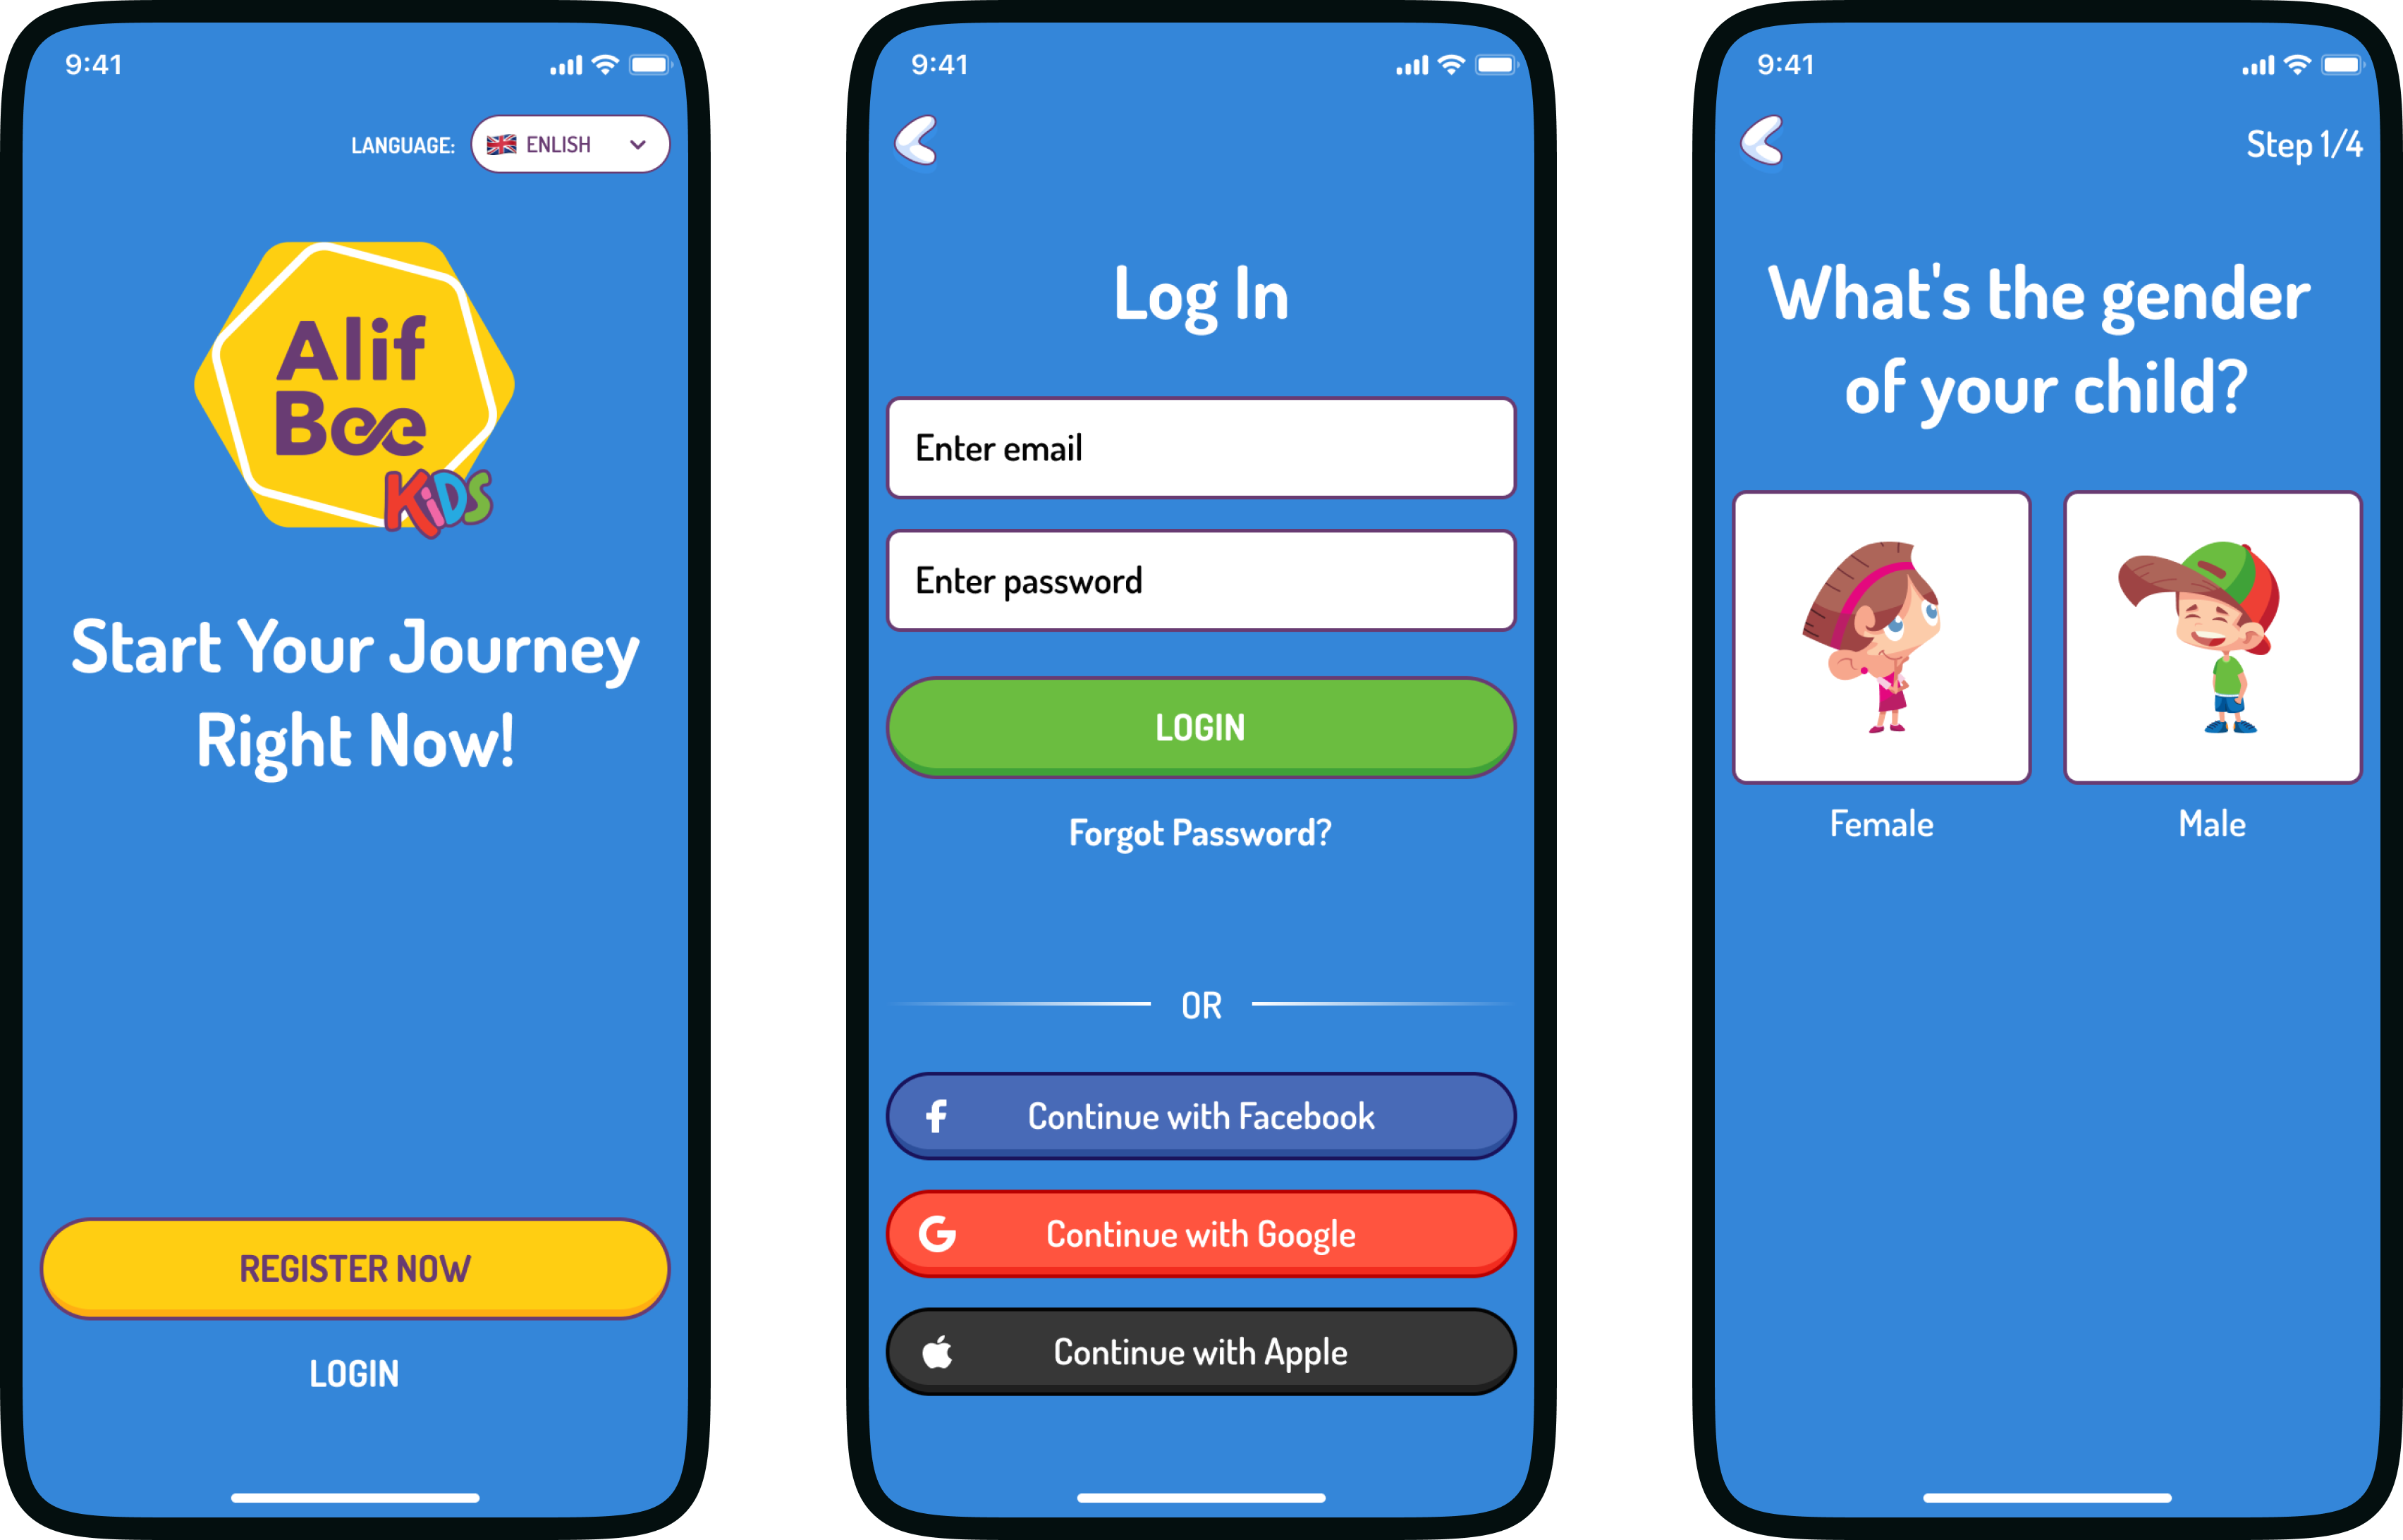 9:41
LANGUAGE:
ENLISH
Alif
Bee
KiDS
Start Your Journey
Right Now!
REGISTER NOW
LOGIN
9:41
Log In
Enter email
Enter password
LOGIN
Forgot Password?
OR
Continue with Facebook
Continue with Google
Continue with Apple
9:41
Step 1/4
What's the gender
of your child?
Female
Male